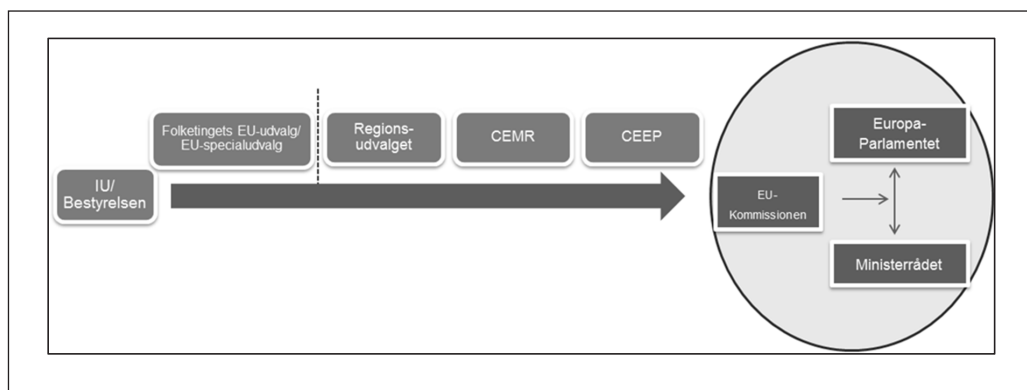 IU/
Bestyrelsen
Folketingets EU-udvalg/
EU-specialudvalg
Regions-
udvalget
CEMR
CEEP
EU-
Kommissionen
Europa-
Parlamentet
Ministerrådet